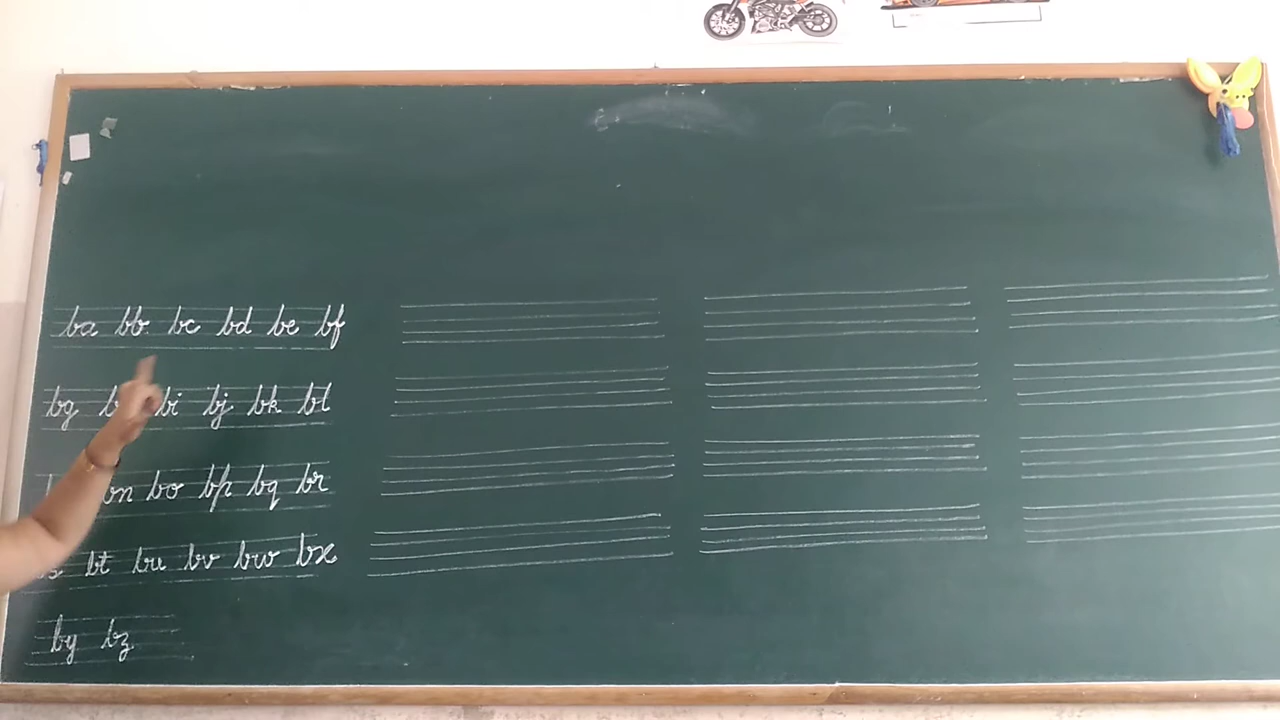 ba bb bc bd be bf
bg bi bj bk bl
bn bo bp bq br
bt bu bv bw bx
by bz